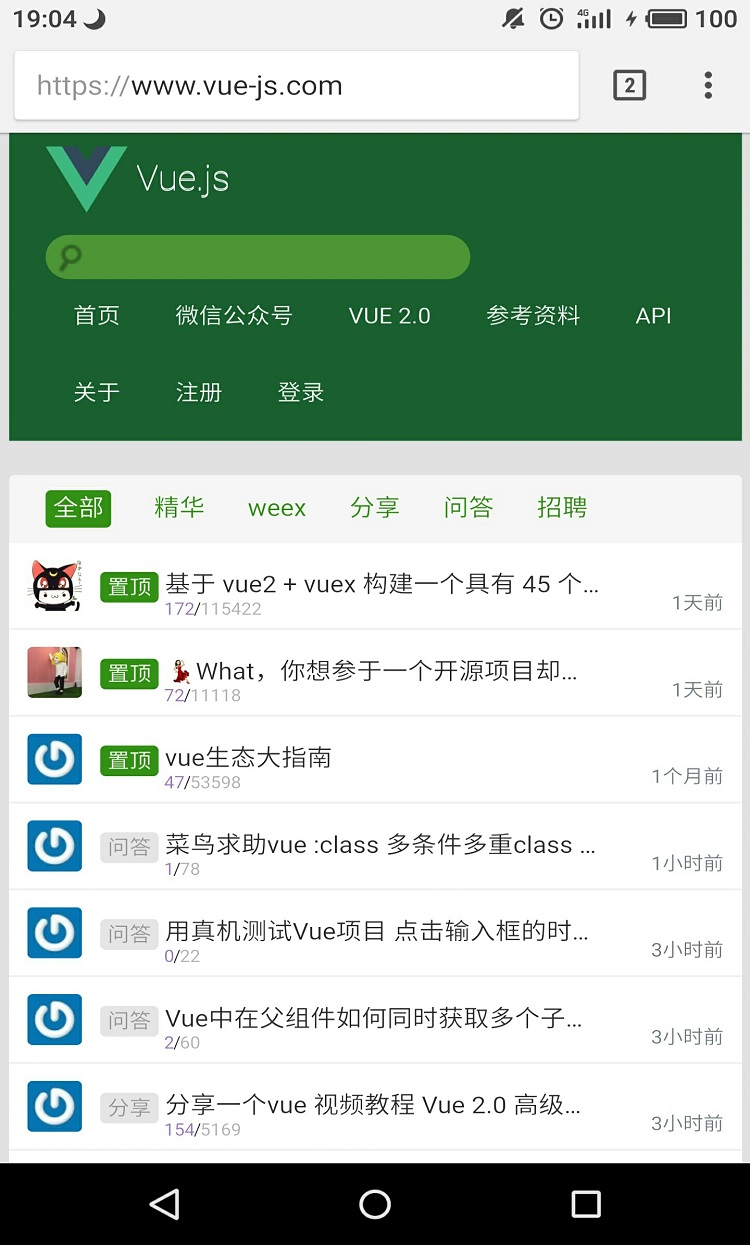 19:04 4G 100
https://www.vue-js.com 2
Vue.js
首页 微信公众号 VUE 2.0 参考资料 API
关于 注册 登录
全部 精华 weex 分享 问答 招聘
置顶 基于 vue2 + vuex 构建一个具有 45 个...
172/115422 1天前
置顶 💃What，你想参于一个开源项目却...
72/11118 1天前
置顶 vue生态大指南
47/53598 1个月前
问答 菜鸟求助vue :class 多条件多重class ...
1/78 1小时前
问答 用真机测试Vue项目 点击输入框的时...
0/22 3小时前
问答 Vue中在父组件如何同时获取多个子...
2/60 3小时前
分享 分享一个vue 视频教程 Vue 2.0 高级...
154/5169 3小时前